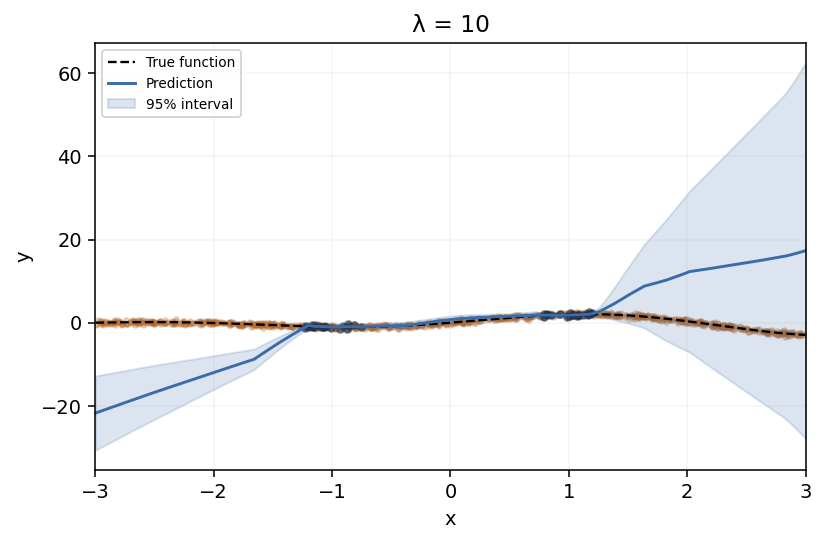 λ = 10
True function
Prediction
95% interval
60
40
20
0
−20
y
−3
−2
−1
0
1
2
3
x